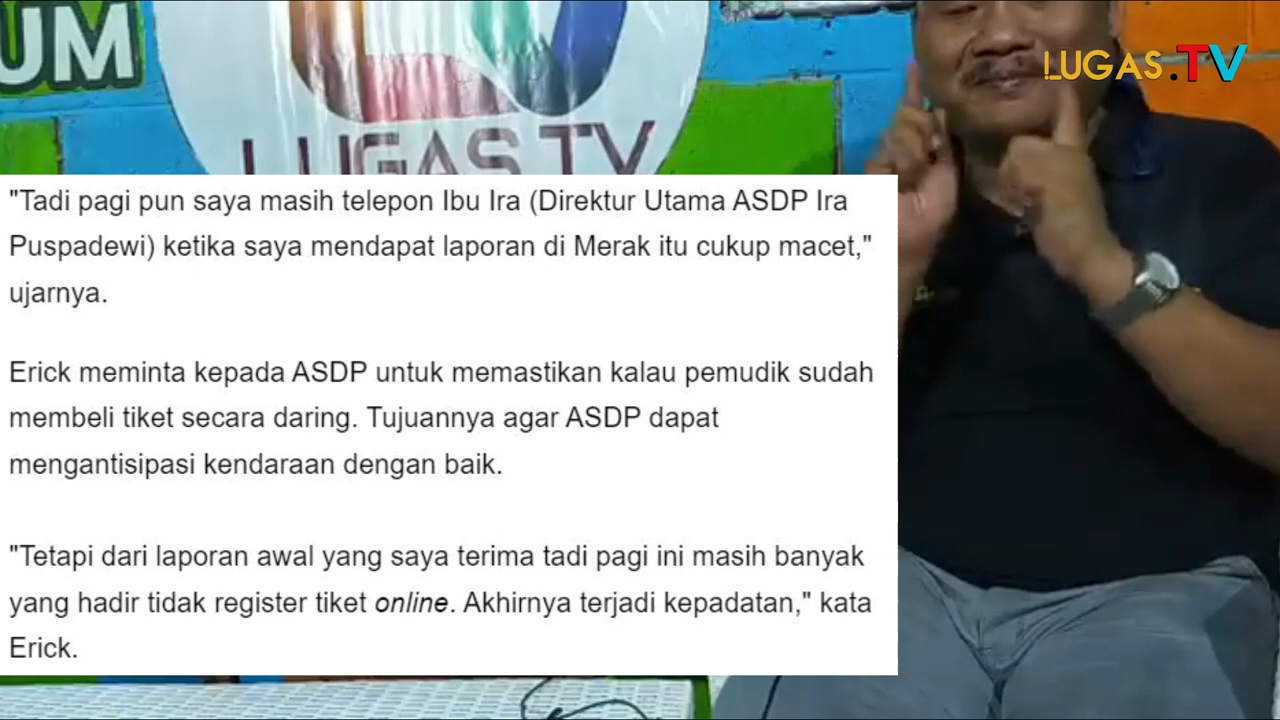 UM
LUGAS.TV
LUGAS TV
"Tadi pagi pun saya masih telepon Ibu Ira (Direktur Utama ASDP Ira
Puspadewi) ketika saya mendapat laporan di Merak itu cukup macet,"
ujarnya.
Erick meminta kepada ASDP untuk memastikan kalau pemudik sudah
membeli tiket secara daring. Tujuannya agar ASDP dapat
mengantisipasi kendaraan dengan baik.
"Tetapi dari laporan awal yang saya terima tadi pagi ini masih banyak
yang hadir tidak register tiket online. Akhirnya terjadi kepadatan," kata
Erick.